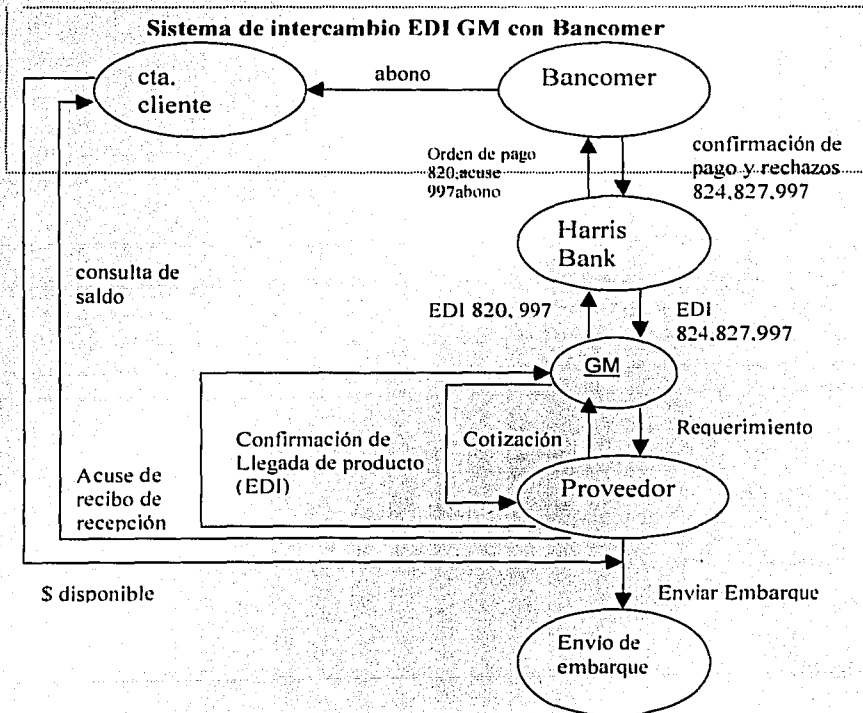 Sistema de intercambio EDI GM con Bancomer
cta.
cliente
abono
Bancomer
Orden de pago
820,acuse
997abono
confirmación de
pago y rechazos
824,827,997
Harris
Bank
consulta de
saldo
EDI 820, 997
EDI
824,827,997
GM
Confirmación de
Llegada de producto
(EDI)
Cotización
Requerimiento
Acuse de
recibo de
recepción
Proveedor
$ disponible
Enviar Embarque
Envío de
embarque